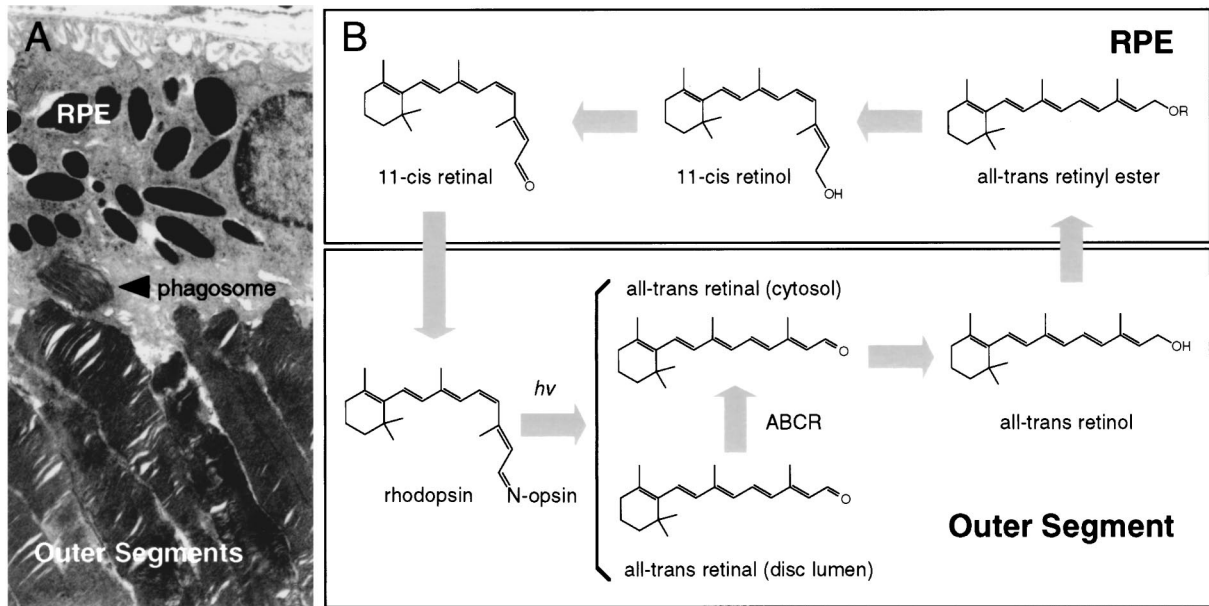 A
RPE
phagosome
Outer Segments
B
RPE
11-cis retinal
11-cis retinol
all-trans retinyl ester
O
OH
OR
all-trans retinal (cytosol)
O
OH
hv
ABCR
all-trans retinol
rhodopsin
N-opsin
O
Outer Segment
all-trans retinal (disc lumen)